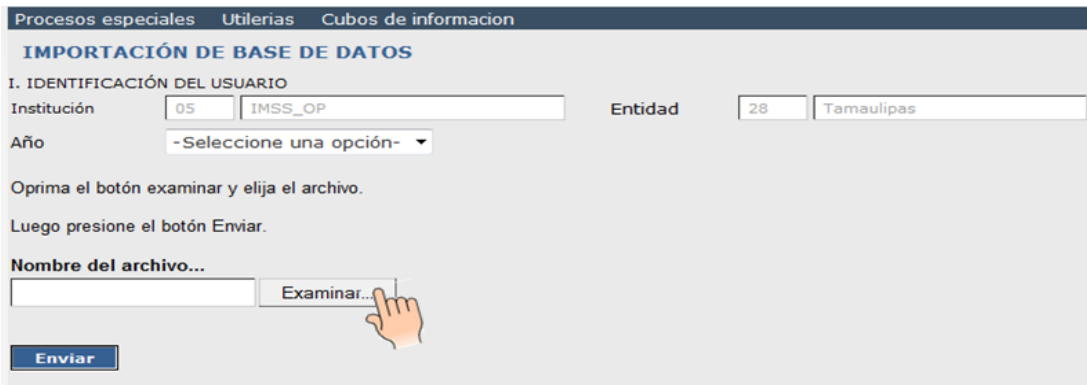 Procesos especiales Utilerias Cubos de informacion
IMPORTACIÓN DE BASE DE DATOS
I. IDENTIFICACIÓN DEL USUARIO
Institución 05 IMSS_OP Entidad 28 Tamaulipas
Año -Seleccione una opción-
Oprima el botón examinar y elija el archivo.
Luego presione el botón Enviar.
Nombre del archivo...
Examinar...
Enviar